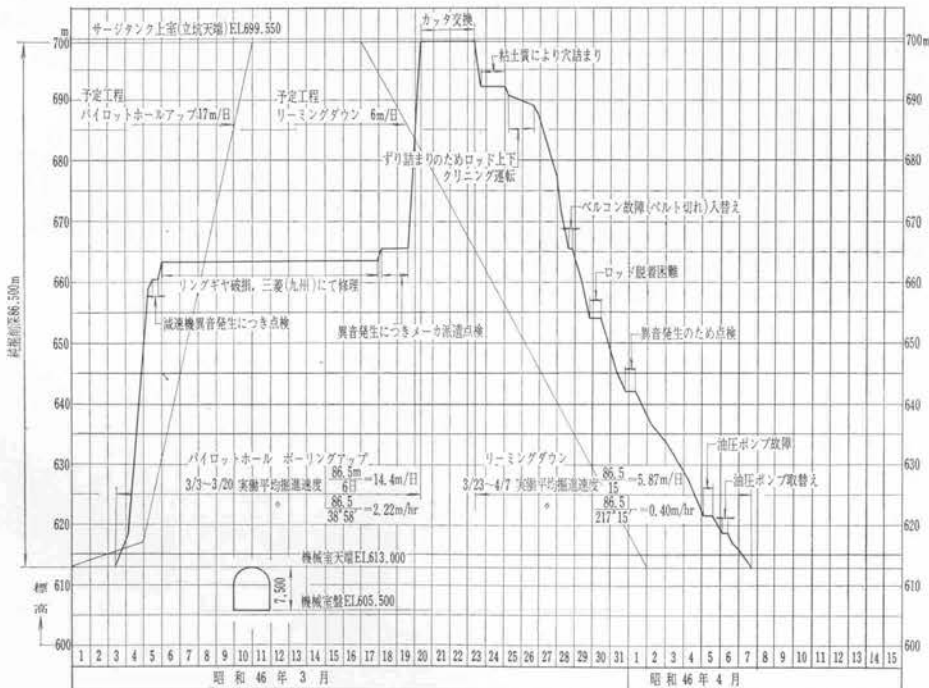 サージタンク上室(立坑天端)EL699.550
カッタ交換
粘土質により穴詰まり
予定工程
パイロットホールアップ17m/日
予定工程
リーミングダウン 6m/日
ずり詰まりのためロッド上下
クリニング運転
ベルコン故障(ベルト切れ)入替え
リングギヤ破損,三菱(九州)にて修理
ロッド脱着困難
減速機異音発生につき点検
異音発生につきメーカ派遣点検
異音発生のため点検
純掘削深86.500m
パイロットホール ボーリングアップ
3/3~3/20 実働平均掘進速度 86.5m/6日=14.4m/日
〃 86.5/38°58′=2.22m/hr
リーミングダウン
3/23~4/7 実働平均掘進速度 86.5/15=5.87m/日
〃 86.5/217°15′=0.40m/hr
油圧ポンプ故障
油圧ポンプ取替え
機械室天端EL613.000
7,500
機械室盤EL605.500
標高
m
700
690
680
670
660
650
640
630
620
610
600
700m
690
680
670
660
650
640
630
620
610
600
1 2 3 4 5 6 7 8 9 10 11 12 13 14 15 16 17 18 19 20 21 22 23 24 25 26 27 28 29 30 31 1 2 3 4 5 6 7 8 9 10 11 12 13 14 15
昭和46年3月
昭和46年4月